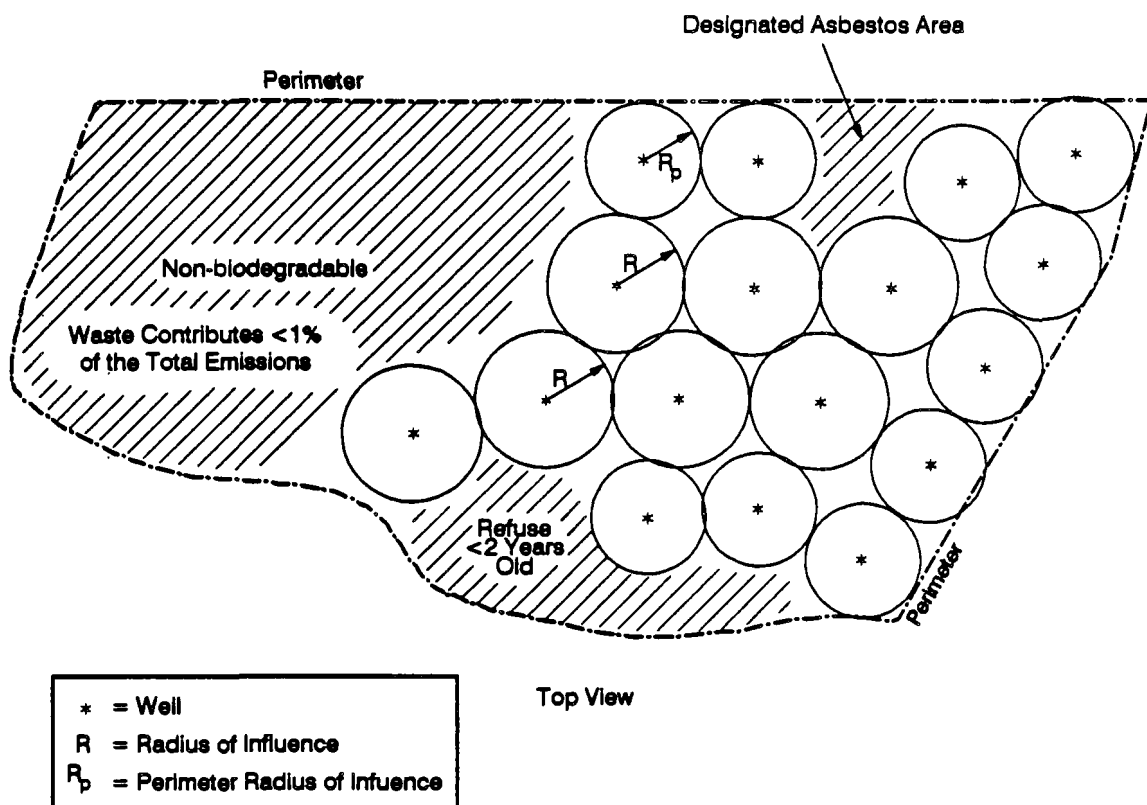 Designated Asbestos Area
Perimeter
Rp
R
Non-biodegradable
Waste Contributes <1%
of the Total Emissions
R
Refuse
<2 Years
Old
Perimeter
Top View
* = Well
R = Radius of Influence
Rp = Perimeter Radius of Infuence